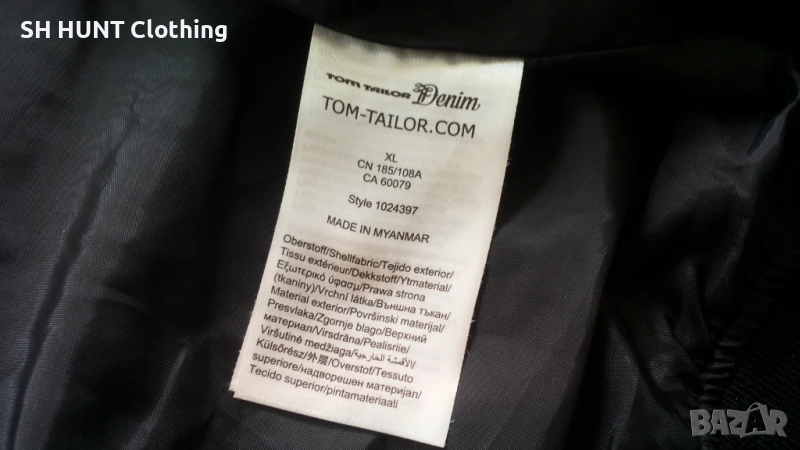 SH HUNT Clothing
TOM TAILOR Denim
TOM-TAILOR.COM
XL
CN 185/108A
CA 60079
Style 1024397
MADE IN MYANMAR
Oberstoff/Shellfabric/Tejido exterior/
Tissu extérieur/Dekkstoff/Ytmaterial/
Εξωτερικό ύφασμ/Prawa strona
(tkaniny)/Vrchní látka/Външна тъкан/
Material exterior/Površinski materijal/
Presvlaka/Zgornje blago/Верхний
материал/Virsdrāna/Pealisriie/
Viršutinė medžiaga/الأقمشة الخارجية/
Külsőrész/外层/Overstof/Tessuto
superiore/надворешен материјал/
Tecido superior/pintamateriaali
BAZAR